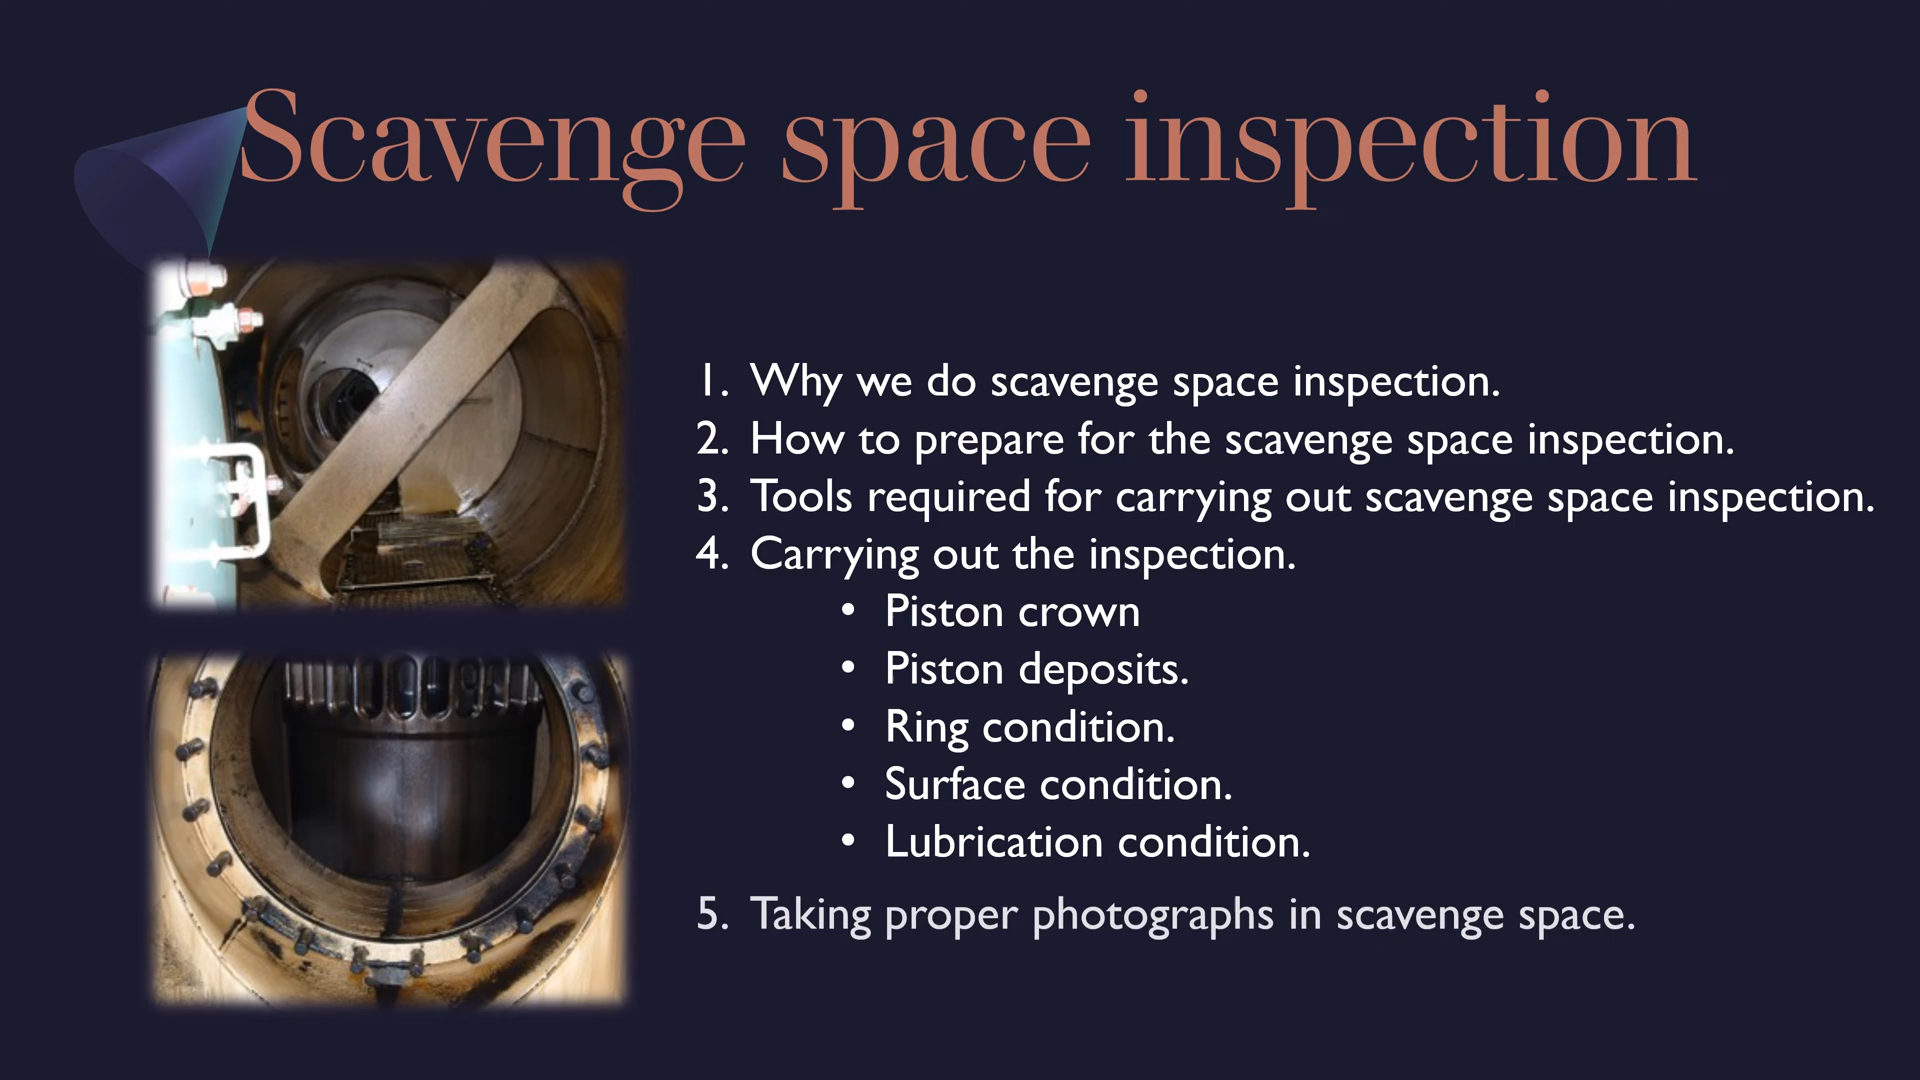 Scavenge space inspection
1. Why we do scavenge space inspection.
2. How to prepare for the scavenge space inspection.
3. Tools required for carrying out scavenge space inspection.
4. Carrying out the inspection.
• Piston crown
• Piston deposits.
• Ring condition.
• Surface condition.
• Lubrication condition.
5. Taking proper photographs in scavenge space.